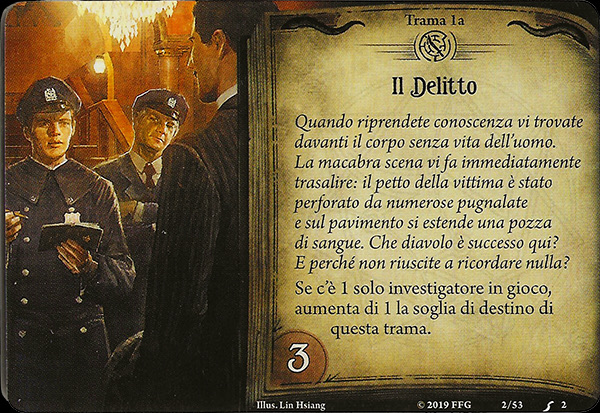 Trama 1a
Il Delitto
Quando riprendete conoscenza vi trovate
davanti il corpo senza vita dell'uomo.
La macabra scena vi fa immediatamente
trasalire: il petto della vittima è stato
perforato da numerose pugnalate
e sul pavimento si estende una pozza
di sangue. Che diavolo è successo qui?
E perché non riuscite a ricordare nulla?
Se c'è 1 solo investigatore in gioco,
aumenta di 1 la soglia di destino di
questa trama.
3
Illus. Lin Hsiang © 2019 FFG 2/53 2